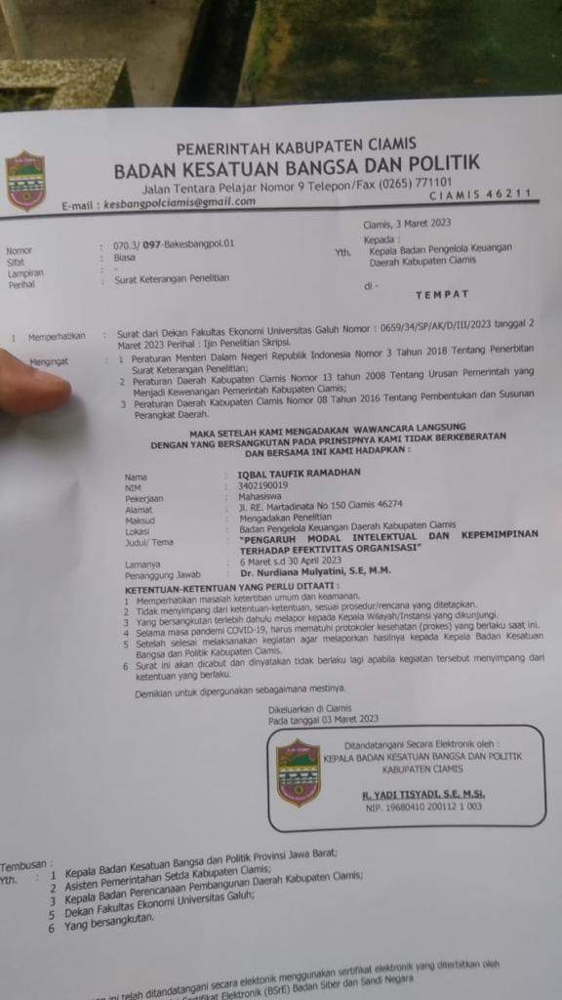 PEMERINTAH KABUPATEN CIAMIS
BADAN KESATUAN BANGSA DAN POLITIK
Jalan Tentara Pelajar Nomor 9 Telepon/Fax (0265) 771101
E-mail : kesbangpolciamis@gmail.com
CIAMIS 46211
Ciamis, 3 Maret 2023
Kepada :
Yth. Kepala Badan Pengelola Keuangan
Daerah Kabupaten Ciamis
di -
TEMPAT
Nomor : 070.3/ 097-Bakesbangpol.01
Sifat : Biasa
Lampiran : -
Perihal : Surat Keterangan Penelitian
I Memperhatikan : Surat dari Dekan Fakultas Ekonomi Universitas Galuh Nomor : 0659/34/SP/AK/D/III/2023 tanggal 2
Maret 2023 Perihal : Ijin Penelitian Skripsi.
Mengingat : 1 Peraturan Menteri Dalam Negeri Republik Indonesia Nomor 3 Tahun 2018 Tentang Penerbitan
Surat Keterangan Penelitian;
2 Peraturan Daerah Kabupaten Ciamis Nomor 13 tahun 2008 Tentang Urusan Pemerintah yang
Menjadi Kewenangan Pemerintah Kabupaten Ciamis;
3 Peraturan Daerah Kabupaten Ciamis Nomor 08 Tahun 2016 Tentang Pembentukan dan Susunan
Perangkat Daerah.
MAKA SETELAH KAMI MENGADAKAN WAWANCARA LANGSUNG
DENGAN YANG BERSANGKUTAN PADA PRINSIPNYA KAMI TIDAK BERKEBERATAN
DAN BERSAMA INI KAMI HADAPKAN :
Nama : IQBAL TAUFIK RAMADHAN
NIM : 3402190019
Pekerjaan : Mahasiswa
Alamat : Jl. RE. Martadinata No 150 Ciamis 46274
Maksud : Mengadakan Penelitian
Lokasi : Badan Pengelola Keuangan Daerah Kabupaten Ciamis
Judul/ Tema : "PENGARUH MODAL INTELEKTUAL DAN KEPEMIMPINAN
TERHADAP EFEKTIVITAS ORGANISASI"
Lamanya : 6 Maret s.d 30 April 2023
Penanggung Jawab : Dr. Nurdiana Mulyatini, S.E, M.M.
KETENTUAN-KETENTUAN YANG PERLU DITAATI :
1 Memperhatikan masalah ketertiban umum dan keamanan.
2 Tidak menyimpang dari ketentuan-ketentuan, sesuai prosedur/rencana yang ditetapkan.
3 Yang bersangkutan terlebih dahulu melapor kepada Kepala Wilayah/Instansi yang dikunjungi.
4 Selama masa pandemi COVID-19, harus mematuhi protokoler kesehatan (prokes) yang berlaku saat ini.
5 Setelah selesai melaksanakan kegiatan agar melaporkan hasilnya kepada Kepala Badan Kesatuan
Bangsa dan Politik Kabupaten Ciamis.
6 Surat ini akan dicabut dan dinyatakan tidak berlaku lagi apabila kegiatan tersebut menyimpang dari
ketentuan yang berlaku.
Demikian untuk dipergunakan sebagaimana mestinya.
Dikeluarkan di Ciamis
Pada tanggal 03 Maret 2023
Ditandatangani Secara Elektronik oleh :
KEPALA BADAN KESATUAN BANGSA DAN POLITIK
KABUPATEN CIAMIS
R. YADI TISYADI, S.E, M.Si.
NIP. 19680410 200112 1 003
Tembusan :
Yth. : 1 Kepala Badan Kesatuan Bangsa dan Politik Provinsi Jawa Barat;
2 Asisten Pemerintahan Setda Kabupaten Ciamis;
3 Kepala Badan Perencanaan Pembangunan Daerah Kabupaten Ciamis;
5 Dekan Fakultas Ekonomi Universitas Galuh;
6 Yang bersangkutan.
ini telah ditandatangani secara elektonik menggunakan sertifikat elektronik yang diterbitkan oleh
Elektronik (BSrE) Badan Siber dan Sandi Negara